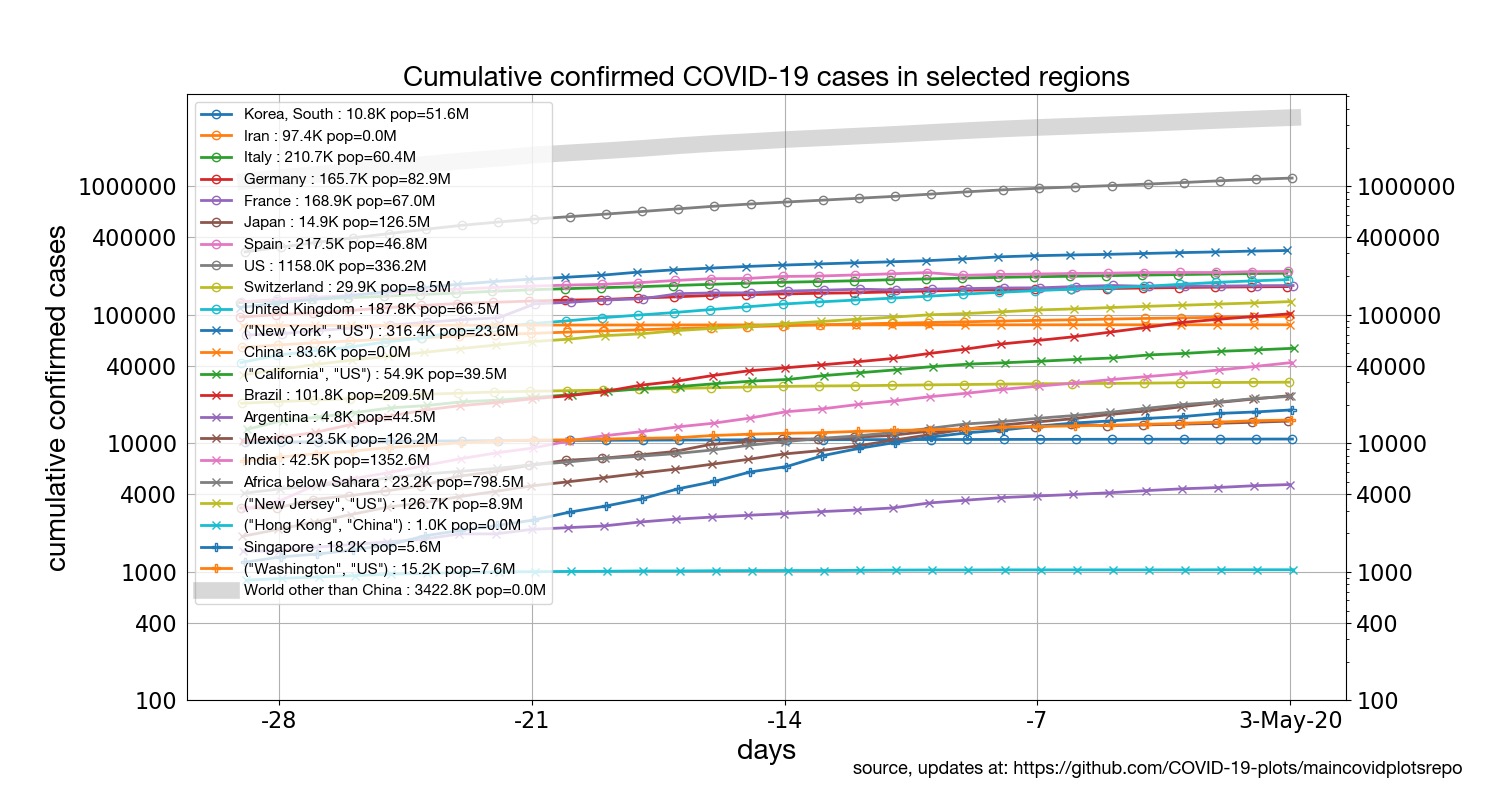 Cumulative confirmed COVID-19 cases in selected regions
Korea, South : 10.8K pop=51.6M
Iran : 97.4K pop=0.0M
Italy : 210.7K pop=60.4M
Germany : 165.7K pop=82.9M
France : 168.9K pop=67.0M
Japan : 14.9K pop=126.5M
Spain : 217.5K pop=46.8M
US : 1158.0K pop=336.2M
Switzerland : 29.9K pop=8.5M
United Kingdom : 187.8K pop=66.5M
("New York", "US") : 316.4K pop=23.6M
China : 83.6K pop=0.0M
("California", "US") : 54.9K pop=39.5M
Brazil : 101.8K pop=209.5M
Argentina : 4.8K pop=44.5M
Mexico : 23.5K pop=126.2M
India : 42.5K pop=1352.6M
Africa below Sahara : 23.2K pop=798.5M
("New Jersey", "US") : 126.7K pop=8.9M
("Hong Kong", "China") : 1.0K pop=0.0M
Singapore : 18.2K pop=5.6M
("Washington", "US") : 15.2K pop=7.6M
World other than China : 3422.8K pop=0.0M
cumulative confirmed cases
1000000
400000
100000
40000
10000
4000
1000
400
100
1000000
400000
100000
40000
10000
4000
1000
400
100
-28
-21
-14
-7
3-May-20
days
source, updates at: https://github.com/COVID-19-plots/maincovidplotsrepo